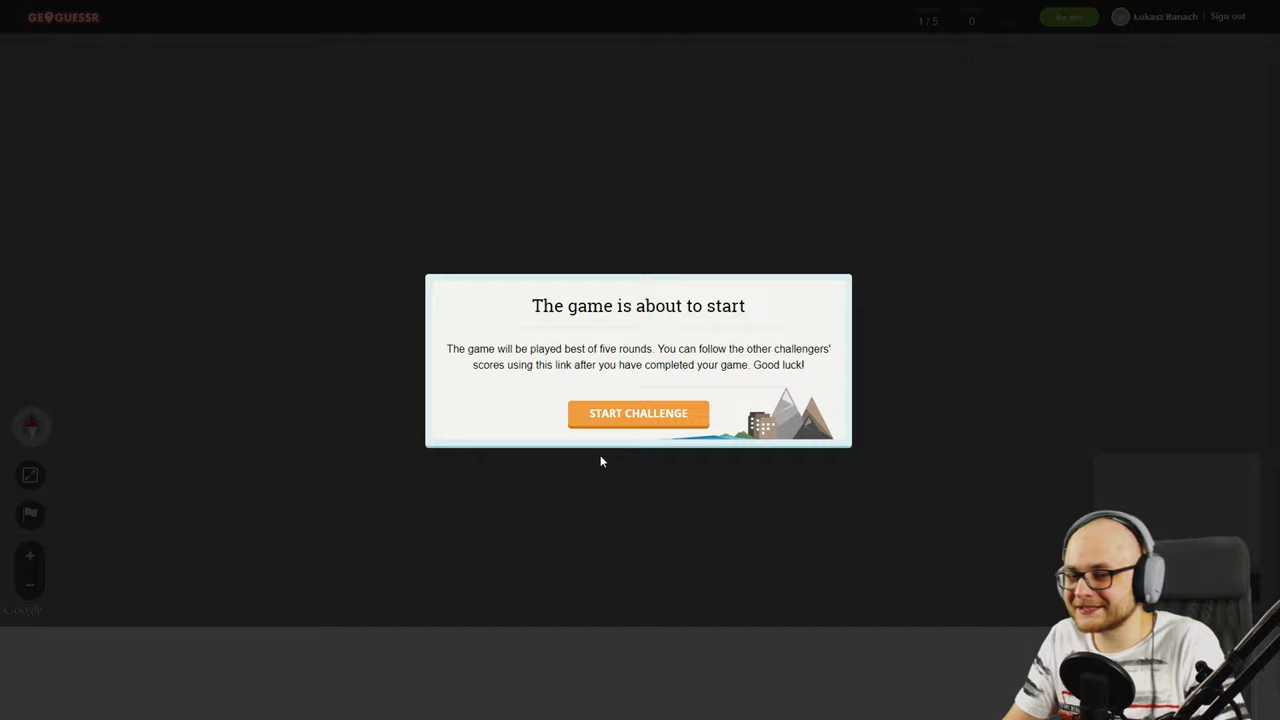 GEOGUESSR
1 / 5
0
Łukasz Banach | Sign out
The game is about to start
The game will be played best of five rounds. You can follow the other challengers'
scores using this link after you have completed your game. Good luck!
START CHALLENGE
+
−
Google